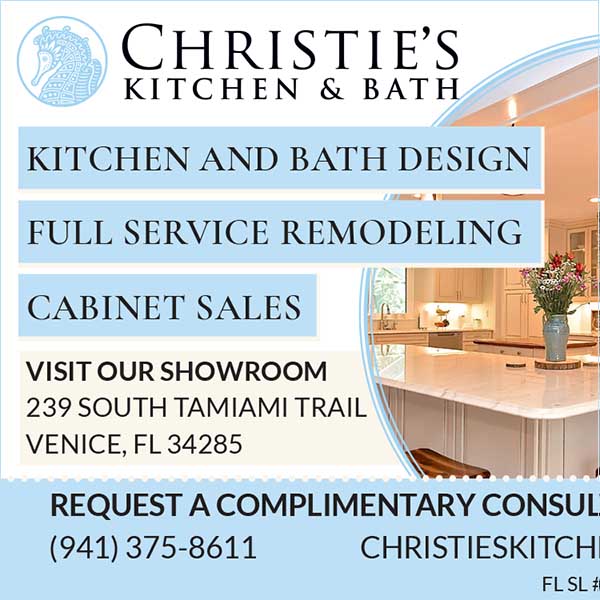 CHRISTIE'S
KITCHEN & BATH
KITCHEN AND BATH DESIGN
FULL SERVICE REMODELING
CABINET SALES
VISIT OUR SHOWROOM
239 SOUTH TAMIAMI TRAIL
VENICE, FL 34285
REQUEST A COMPLIMENTARY
(941) 375-8611
FL SL